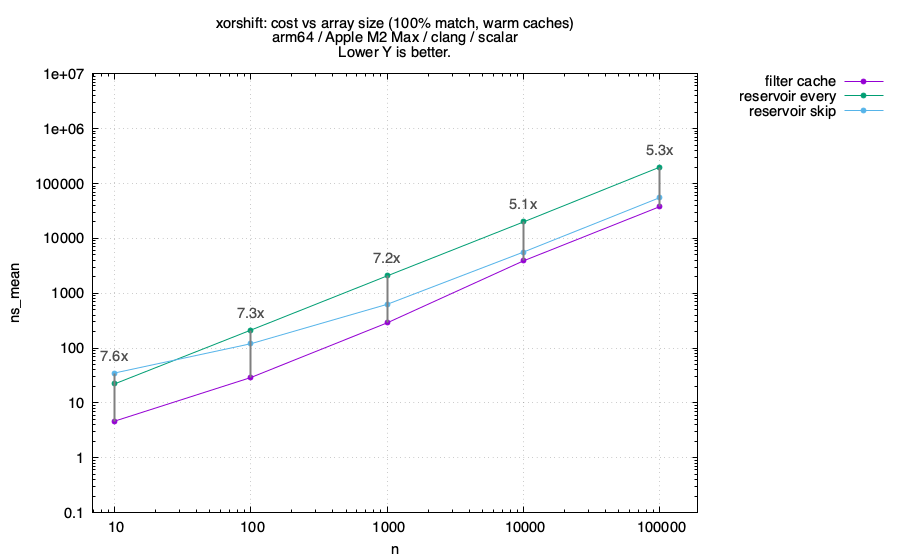 xorshift: cost vs array size (100% match, warm caches)
arm64 / Apple M2 Max / clang / scalar
Lower Y is better.
filter cache
reservoir every
reservoir skip
1e+07
1e+06
100000
10000
1000
100
10
1
0.1
ns_mean
7.6x
7.3x
7.2x
5.1x
5.3x
10
100
1000
10000
100000
n